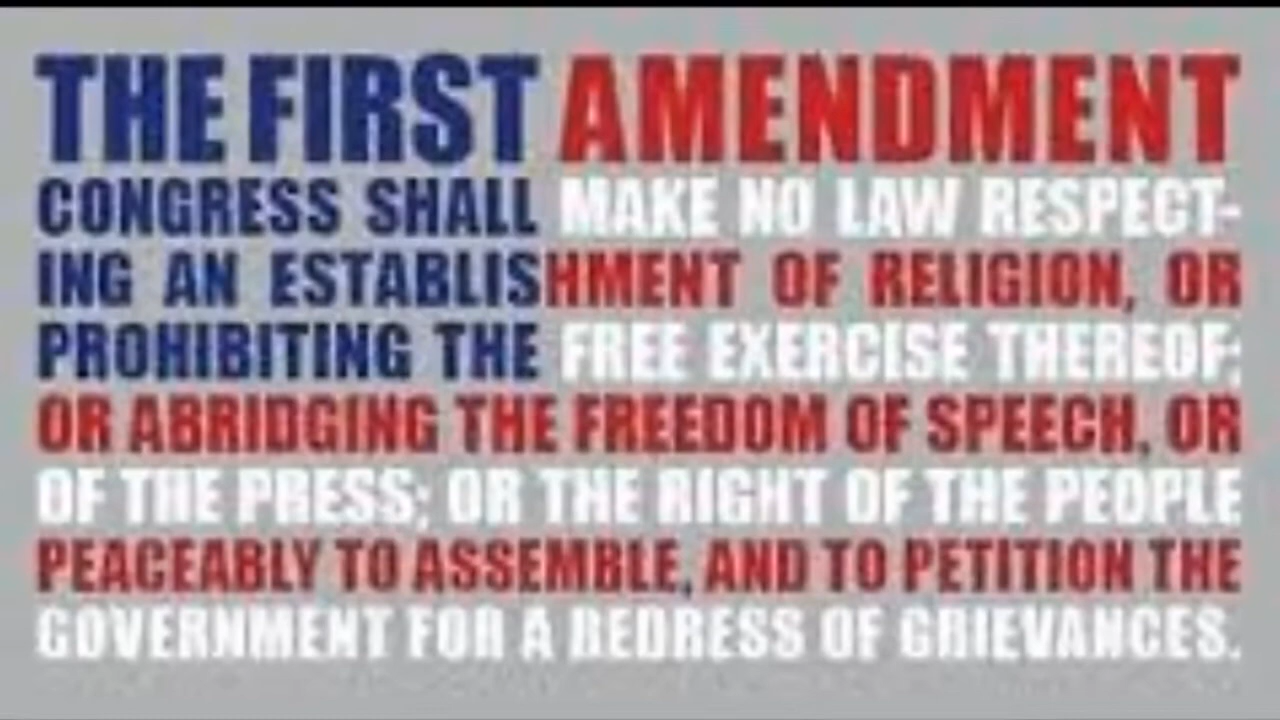 THE FIRST AMENDMENT
CONGRESS SHALL MAKE NO LAW RESPECT-
ING AN ESTABLISHMENT OF RELIGION, OR
PROHIBITING THE FREE EXERCISE THEREOF;
OR ABRIDGING THE FREEDOM OF SPEECH, OR
OF THE PRESS; OR THE RIGHT OF THE PEOPLE
PEACEABLY TO ASSEMBLE, AND TO PETITION THE
GOVERNMENT FOR A REDRESS OF GRIEVANCES.